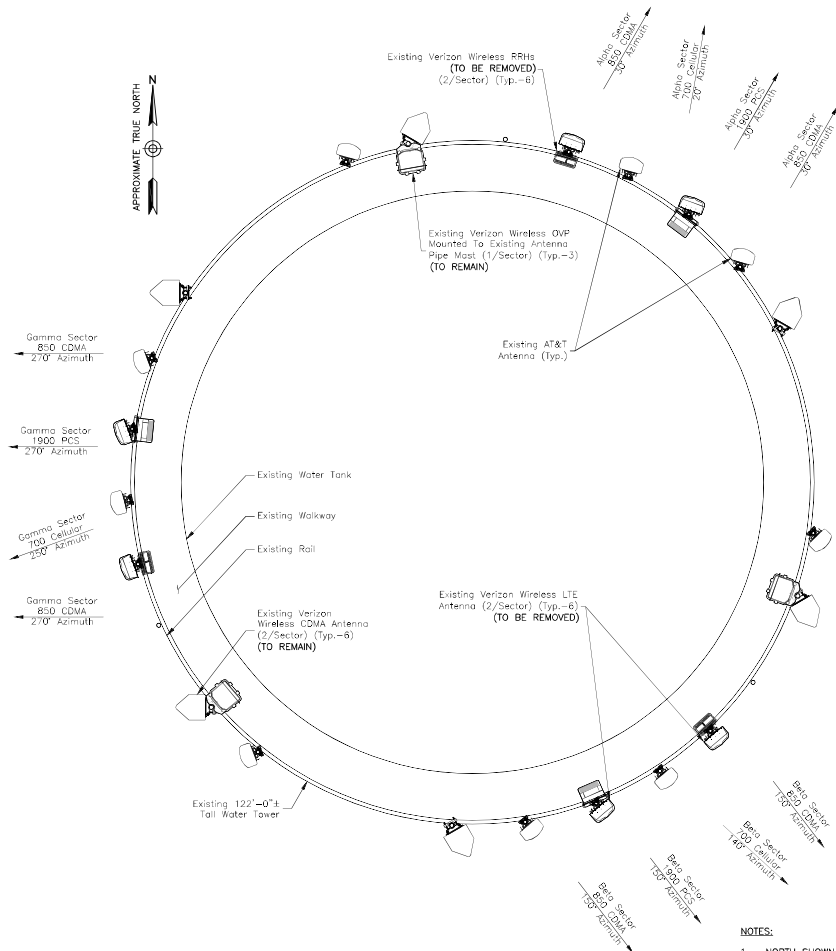 Existing Verizon Wireless RRHs
(TO BE REMOVED)
(2/Sector) (Typ.-6)
Alpha Sector
850 CDMA
30° Azimuth
Alpha Sector
700 Cellular
20° Azimuth
Alpha Sector
1900 PCS
30° Azimuth
Alpha Sector
850 CDMA
30° Azimuth
APPROXIMATE TRUE NORTH
N
Existing Verizon Wireless OVP
Mounted To Existing Antenna
Pipe Mast (1/Sector) (Typ.-3)
(TO REMAIN)
Existing AT&T
Antenna (Typ.)
Gamma Sector
850 CDMA
270° Azimuth
Gamma Sector
1900 PCS
270° Azimuth
Gamma Sector
700 Cellular
250° Azimuth
Gamma Sector
850 CDMA
270° Azimuth
Existing Water Tank
Existing Walkway
Existing Rail
Existing Verizon
Wireless CDMA Antenna
(2/Sector) (Typ.-6)
(TO REMAIN)
Existing Verizon Wireless LTE
Antenna (2/Sector) (Typ.-6)
(TO BE REMOVED)
Existing 122'-0"±
Tall Water Tower
Beta Sector
850 CDMA
150° Azimuth
Beta Sector
700 Cellular
140° Azimuth
Beta Sector
1900 PCS
150° Azimuth
Beta Sector
850 CDMA
150° Azimuth
NOTES: